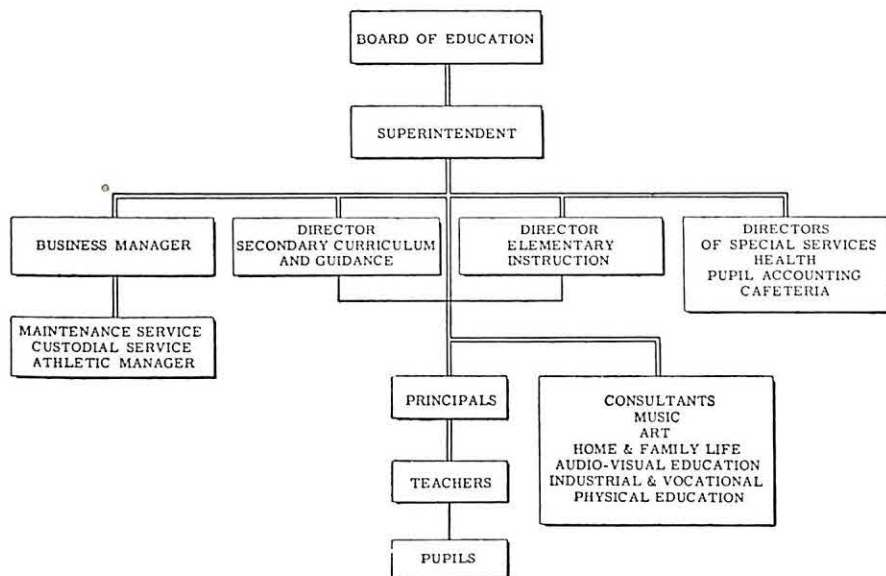 BOARD OF EDUCATION
SUPERINTENDENT
BUSINESS MANAGER
DIRECTOR
SECONDARY CURRICULUM
AND GUIDANCE
DIRECTOR
ELEMENTARY
INSTRUCTION
DIRECTORS
OF SPECIAL SERVICES
HEALTH
PUPIL ACCOUNTING
CAFETERIA
MAINTENANCE SERVICE
CUSTODIAL SERVICE
ATHLETIC MANAGER
PRINCIPALS
CONSULTANTS
MUSIC
ART
HOME & FAMILY LIFE
AUDIO-VISUAL EDUCATION
INDUSTRIAL & VOCATIONAL
PHYSICAL EDUCATION
TEACHERS
PUPILS